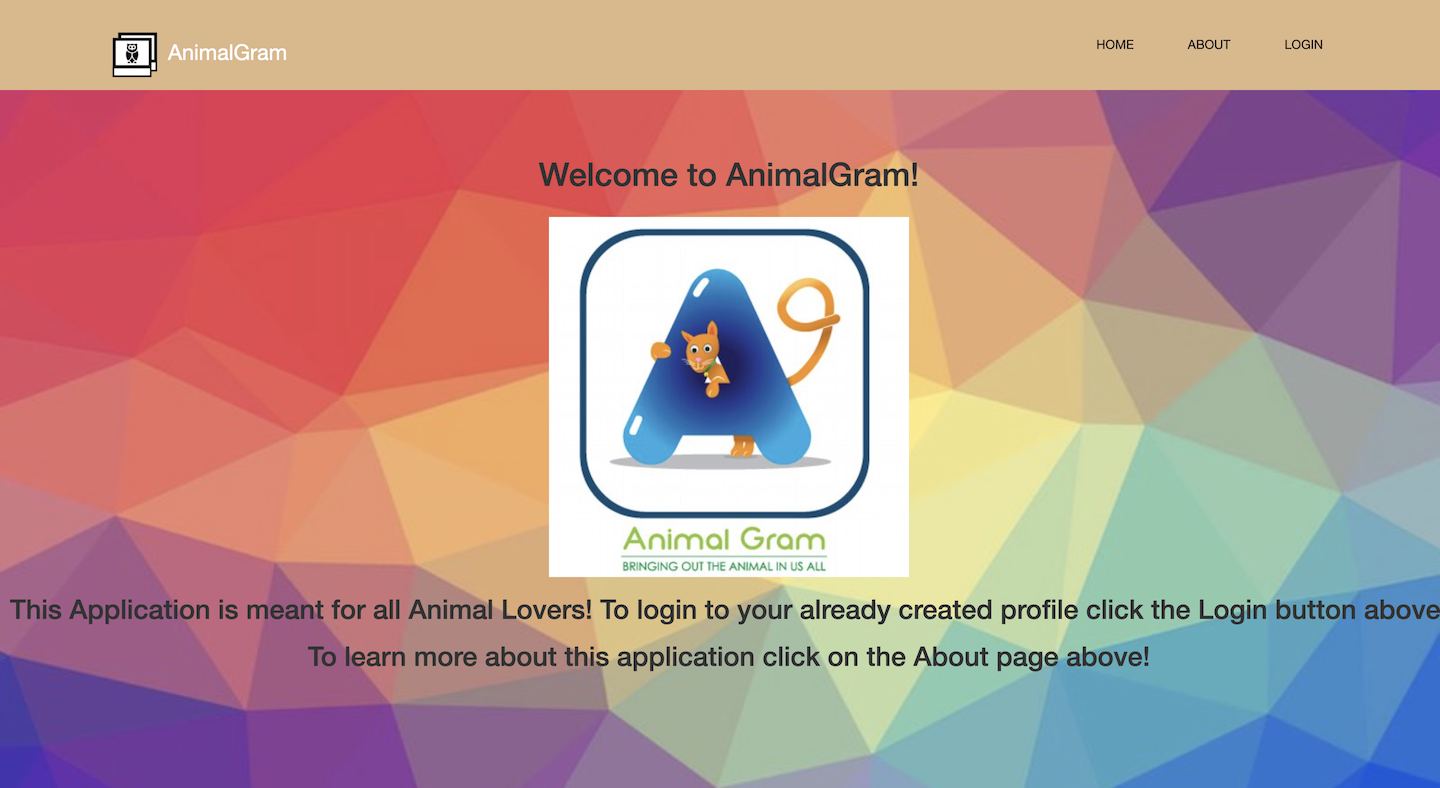 AnimalGram
HOME
ABOUT
LOGIN
Welcome to AnimalGram!
Animal Gram
BRINGING OUT THE ANIMAL IN US ALL
This Application is meant for all Animal Lovers! To login to your already created profile click the Login button above
To learn more about this application click on the About page above!